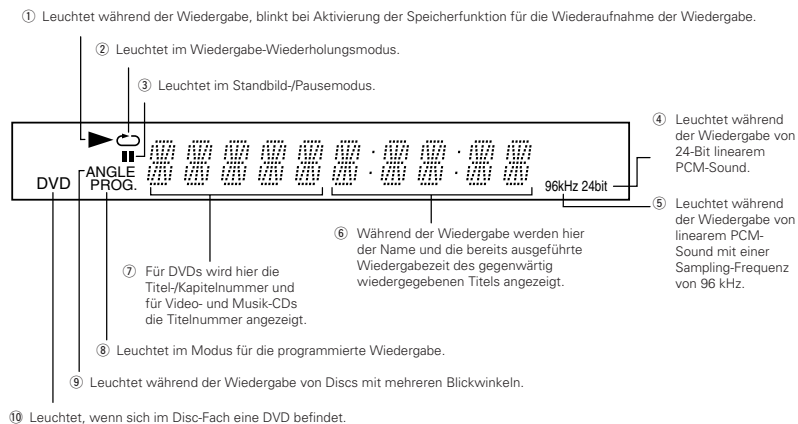 ① Leuchtet während der Wiedergabe, blinkt bei Aktivierung der Speicherfunktion für die Wiederaufnahme der Wiedergabe.
② Leuchtet im Wiedergabe-Wiederholungsmodus.
③ Leuchtet im Standbild-/Pausemodus.
DVD
ANGLE
PROG.
96kHz 24bit
④ Leuchtet während
der Wiedergabe von
24-Bit linearem
PCM-Sound.
⑤ Leuchtet während
der Wiedergabe von
linearem PCM-
Sound mit einer
Sampling-Frequenz
von 96 kHz.
⑥ Während der Wiedergabe werden hier
der Name und die bereits ausgeführte
Wiedergabezeit des gegenwärtig
wiedergegebenen Titels angezeigt.
⑦ Für DVDs wird hier die
Titel-/Kapitelnummer und
für Video- und Musik-CDs
die Titelnummer angezeigt.
⑧ Leuchtet im Modus für die programmierte Wiedergabe.
⑨ Leuchtet während der Wiedergabe von Discs mit mehreren Blickwinkeln.
⑩ Leuchtet, wenn sich im Disc-Fach eine DVD befindet.